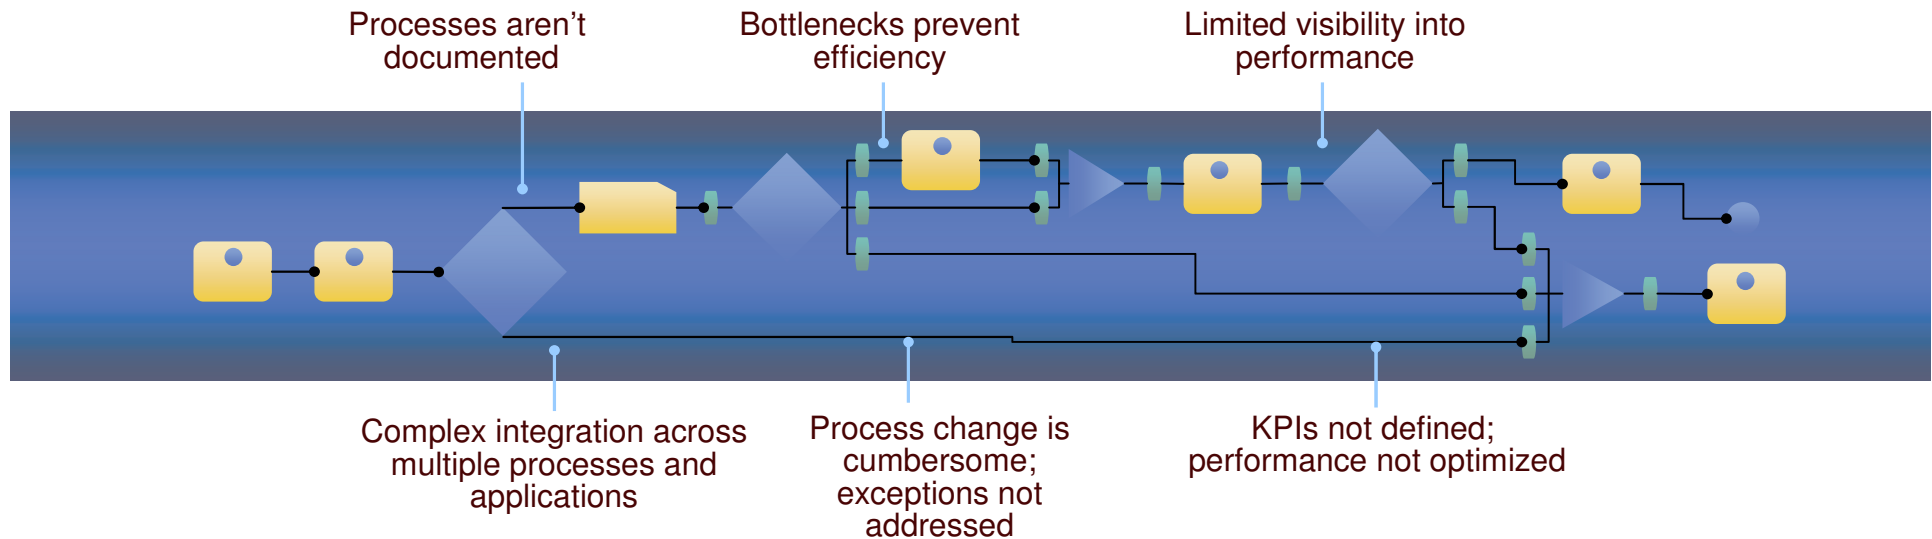 Processes aren’t
documented
Bottlenecks prevent
efficiency
Limited visibility into
performance
Complex integration across
multiple processes and
applications
Process change is
cumbersome;
exceptions not
addressed
KPIs not defined;
performance not optimized